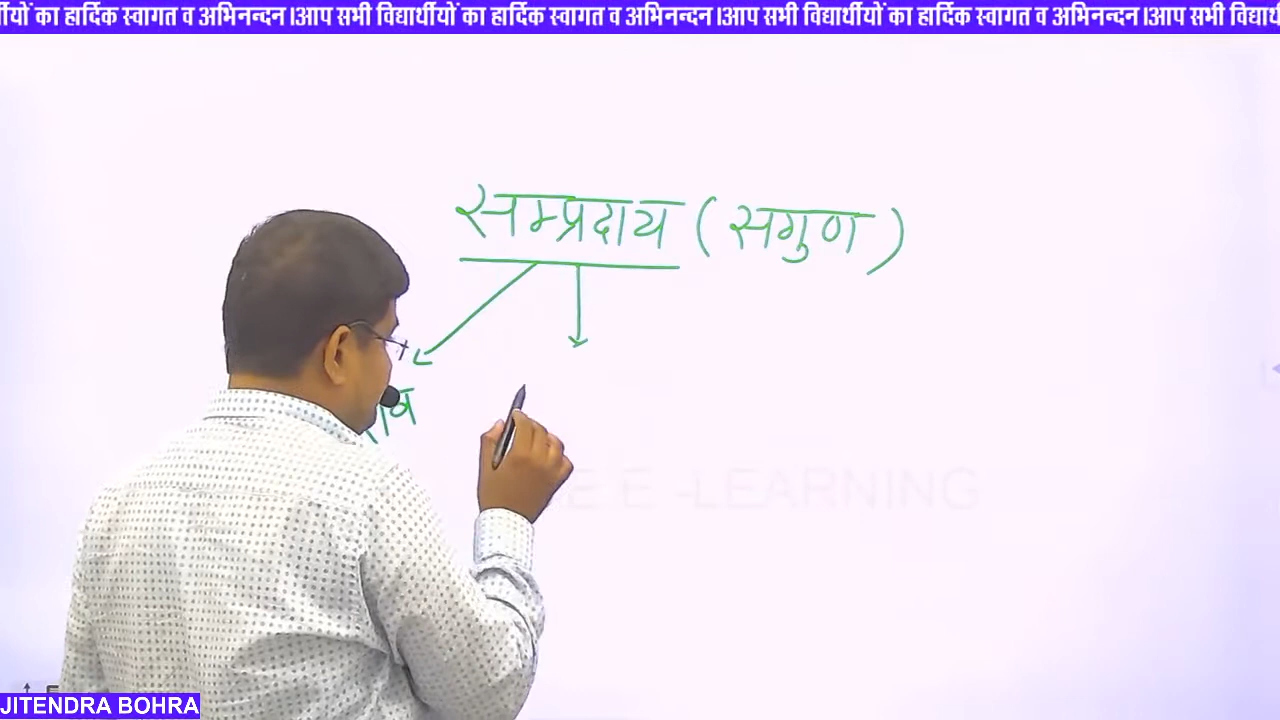 र्थीयों का हार्दिक स्वागत व अभिनन्दन ।आप सभी विद्यार्थीयों का हार्दिक स्वागत व अभिनन्दन ।आप सभी विद्यार्थीयों का हार्दिक स्वागत व अभिनन्दन ।आप सभी
सम्प्रदाय (सगुण)
E -LEARNING
JITENDRA BOHRA